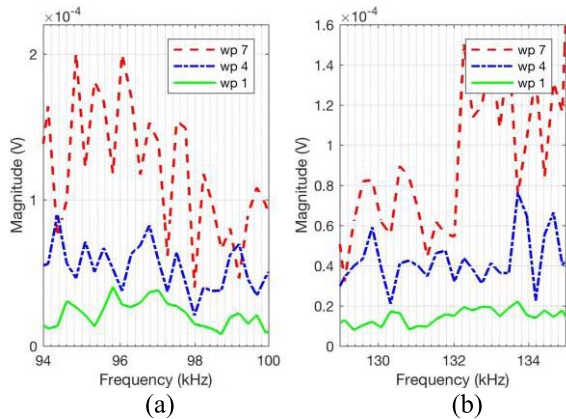 ×10⁻⁴
2
1
0
Magnitude (V)
94
96
98
100
Frequency (kHz)
wp 7
wp 4
wp 1
(a)
×10⁻⁴
1.6
1.4
1.2
1
0.8
0.6
0.4
0.2
0
Magnitude (V)
130
132
134
Frequency (kHz)
wp 7
wp 4
wp 1
(b)